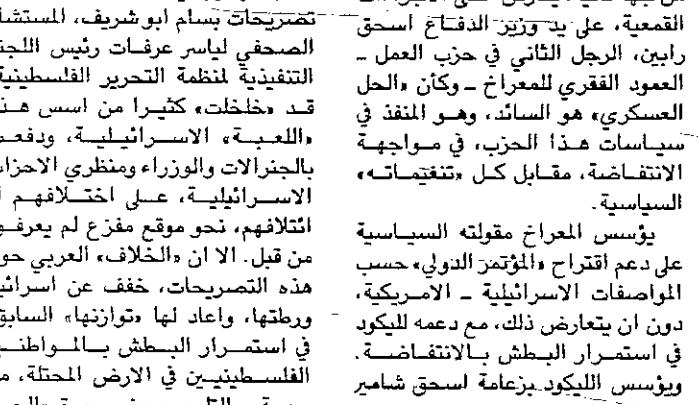 القمعية، على يد وزير الدفاع اسحق
رابين، الرجل الثاني في حزب العمل ـ
العمود الفقري للمعراخ ـ وكأن «الحل
العسكري» هو السائد، وهو المنفذ في
سياسات هذا الحزب، في مواجهة
الانتفاضة، مقابل كل «تنغيماته»
السياسية.
يؤسس المعراخ مقولته السياسية
على دعم اقتراح «المؤتمر الدولي» حسب
المواصفات الاسرائيلية ـ الامريكية،
دون ان يتعارض ذلك، مع دعمه لليكود
في استمرار البطش بالانتفاضة.
ويؤسس الليكود بزعامة اسحق شامير
تصريحات بسام ابو شريف، المستشا
الصحفي لياسر عرفات رئيس اللجن
التنفيذية لمنظمة التحرير الفلسطينية
قد «خلخلت» كثيرا من اسس هذ
«اللعبة» الاسرائيلية، ودفعت
بالجنرالات والوزراء ومنظري الاحزا
الاسرائيلية، على اختلافهم ا
ائتلافهم، نحو موقع مفزع لم يعرفو
من قبل. الا ان «الخلاف» العربي حو
هذه التصريحات، خفف عن اسرائي
ورطتها، واعاد لها «توازنها» السابق
في استمرار البطش بالمواطنـ
الفلسطينيين في الارض المحتلة، مـ